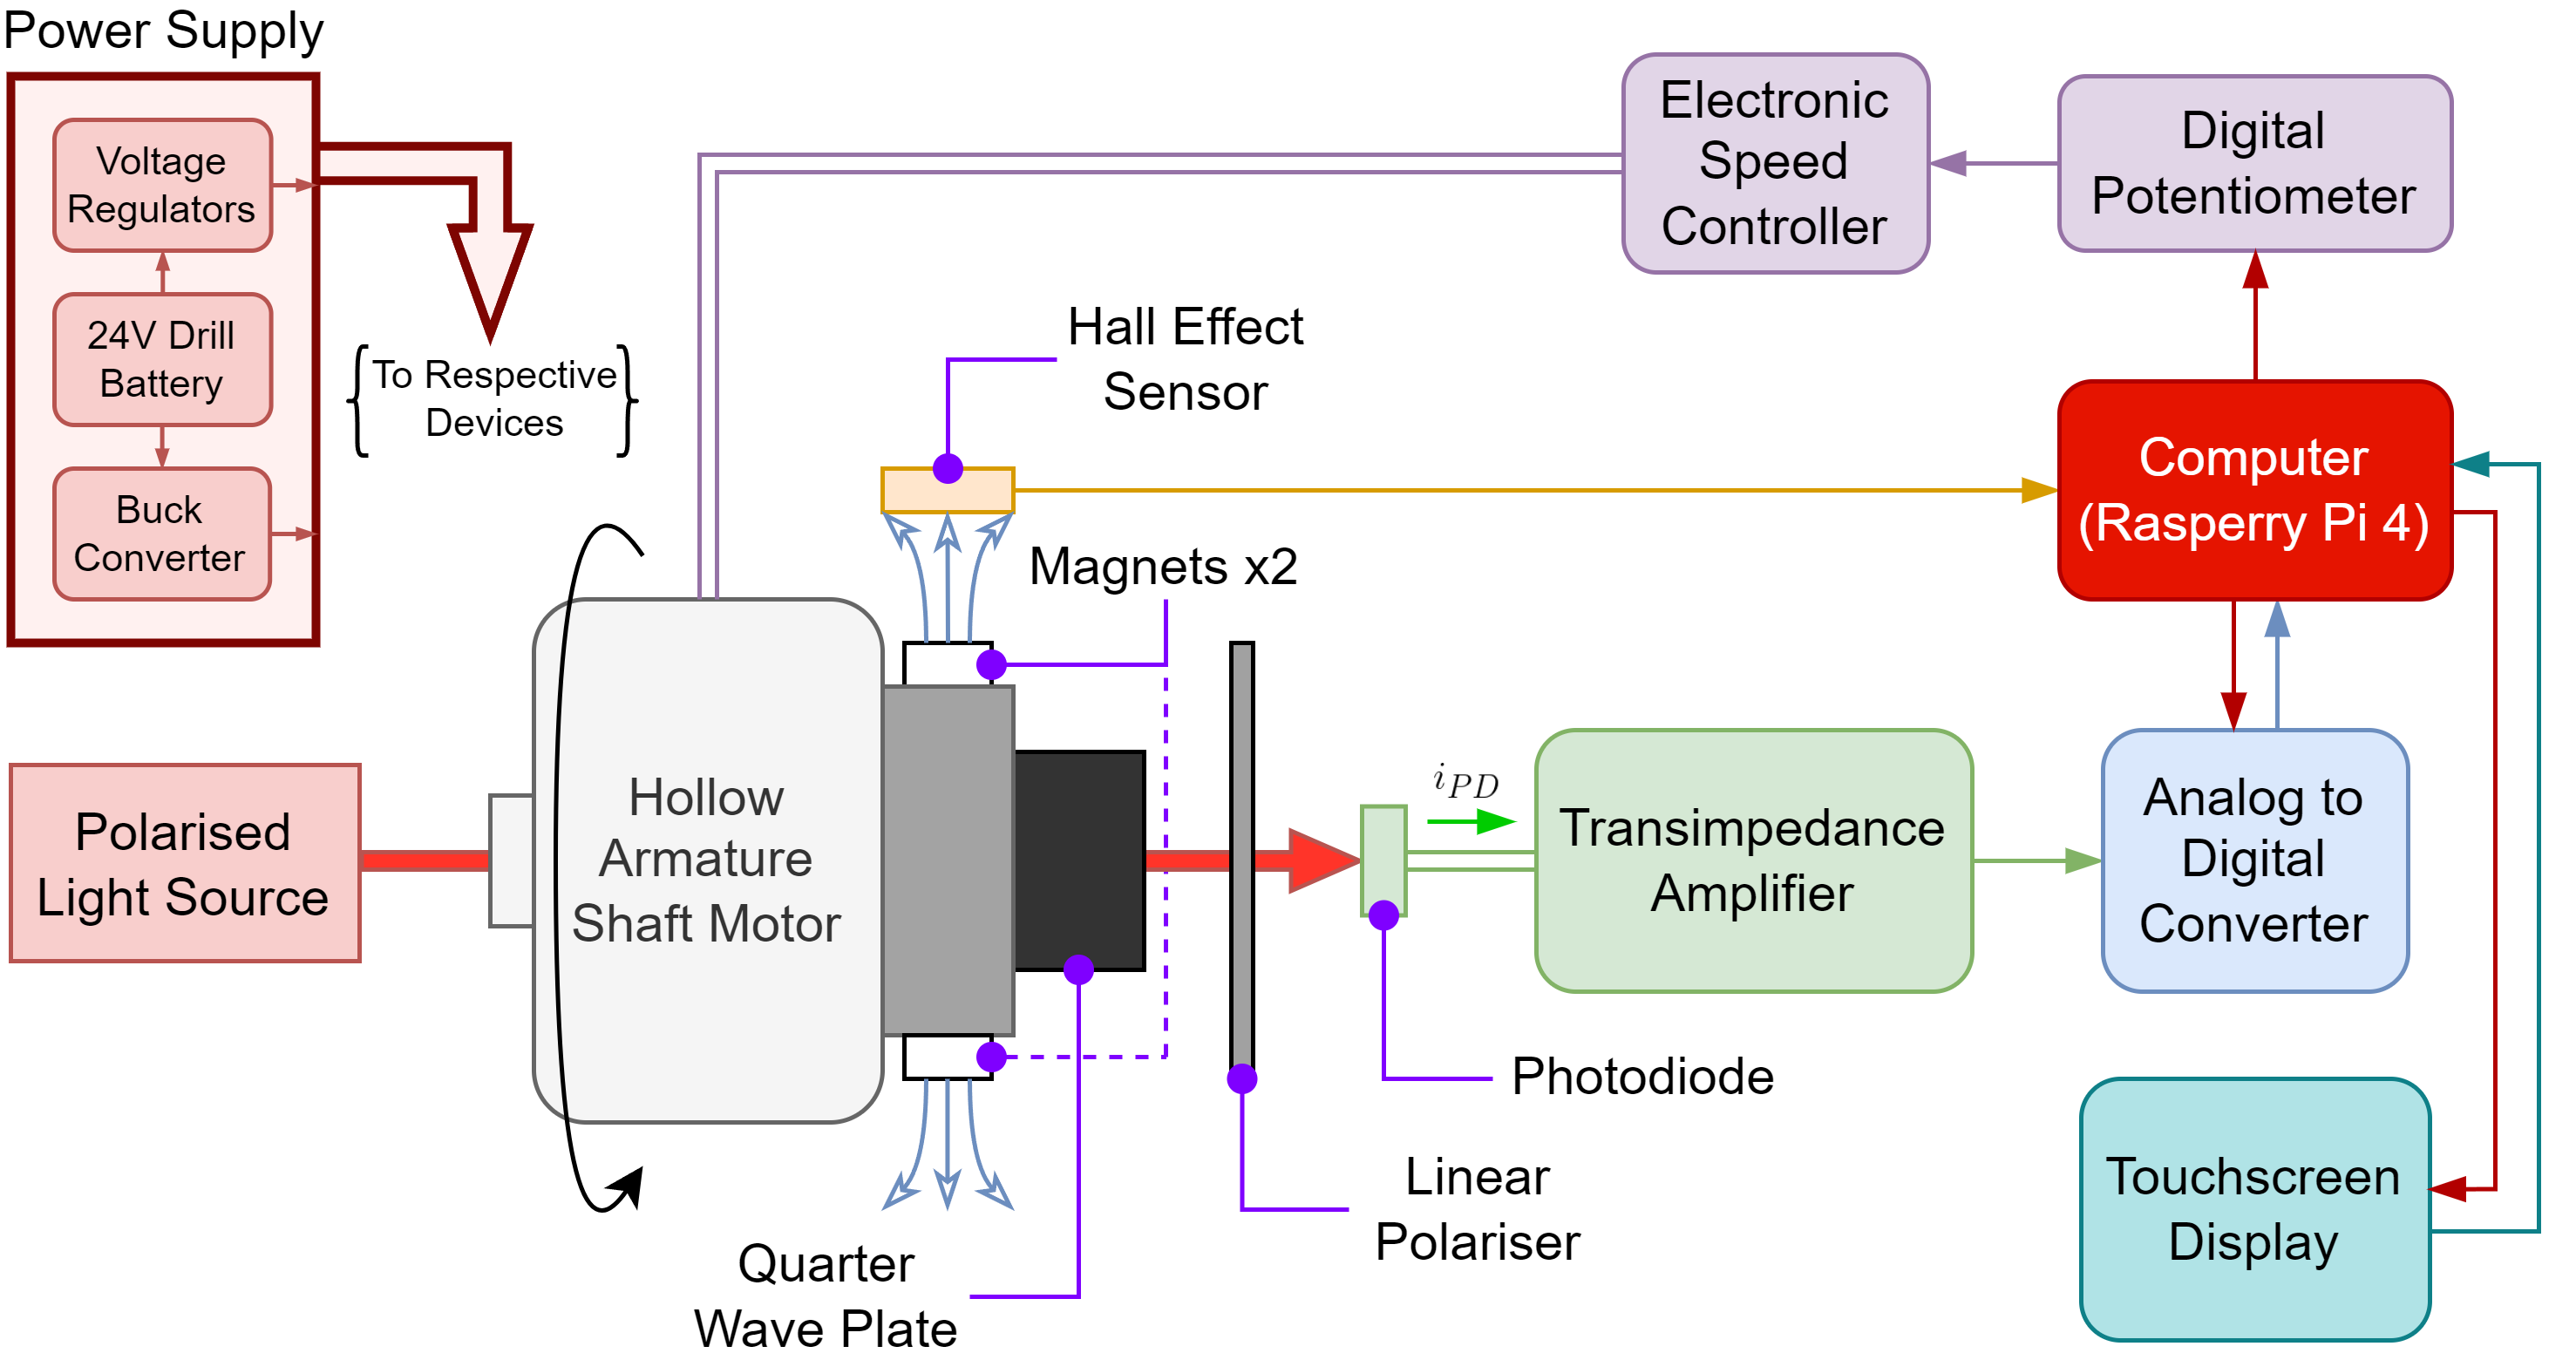 Power Supply
Voltage
Regulators
24V Drill
Battery
Buck
Converter
To Respective
Devices
Electronic
Speed
Controller
Digital
Potentiometer
Hall Effect
Sensor
Magnets x2
Computer
(Rasperry Pi 4)
Polarised
Light Source
Hollow
Armature
Shaft Motor
iPD
Transimpedance
Amplifier
Analog to
Digital
Converter
Photodiode
Linear
Polariser
Quarter
Wave Plate
Touchscreen
Display